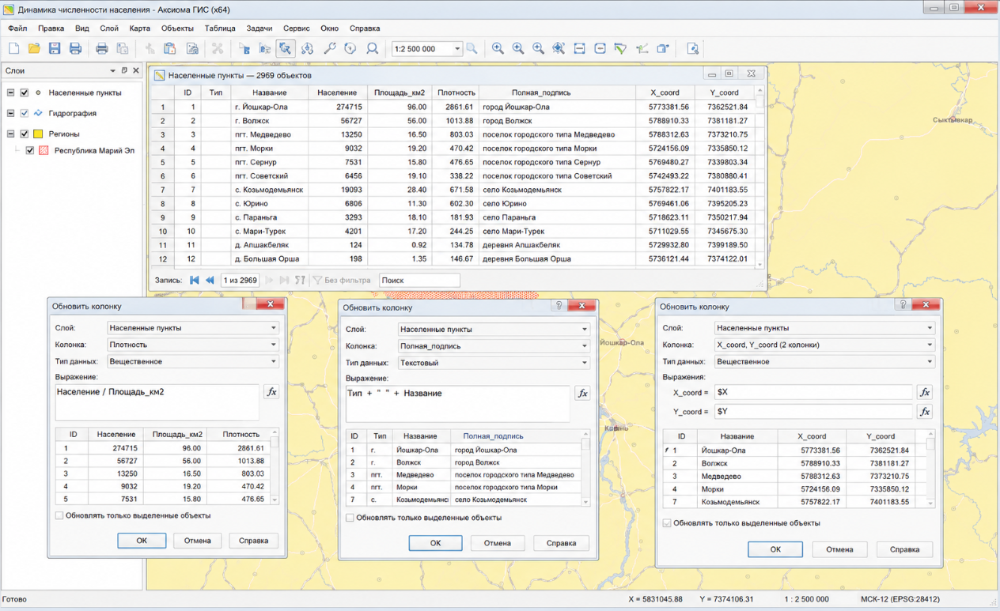 Динамика численности населения - Аксиома ГИС (x64)
Файл Правка Вид Слой Карта Объекты Таблица Задачи Сервис Окно Справка
1:2 500 000
Слои
Населенные пункты
Гидрография
Регионы
Республика Марий Эл
Населенные пункты — 2969 объектов
ID Тип Название Население Площадь_км2 Плотность Полная_подпись X_coord Y_coord
1 1 г. Йошкар-Ола 274715 96.00 2861.61 город Йошкар-Ола 5773381.56 7362521.84
2 2 г. Волжск 56727 56.00 1013.88 город Волжск 5788910.33 7381181.27
3 3 пгт. Медведево 13250 16.50 803.03 поселок городского типа Медведево 5788312.63 7373210.75
4 4 пгт. Морки 9032 19.20 470.42 поселок городского типа Морки 5724156.09 7335850.12
5 5 пгт. Сернур 7531 15.80 476.65 поселок городского типа Сернур 5769480.27 7339803.34
6 6 пгт. Советский 6456 19.10 338.22 поселок городского типа Советский 5742493.22 7380880.41
7 7 с. Козьмодемьянск 19093 28.40 671.58 село Козьмодемьянск 5757822.17 7401183.55
8 8 с. Юрино 6806 11.30 602.30 село Юрино 5769461.06 7395205.23
9 9 с. Параньга 3293 18.10 181.93 село Параньга 5718623.11 7350217.94
10 10 с. Мари-Турек 4201 17.20 244.25 село Мари-Турек 5711029.55 7345675.30
11 11 д. Апшакбеляк 124 0.92 134.78 деревня Апшакбеляк 5729932.80 7399189.50
12 12 д. Большая Орша 198 1.35 146.67 деревня Большая Орша 5736121.44 7374122.01
Запись: 1 из 2969 Без фильтра Поиск
Сыктывкар
Йошкар-Ола
Казань
Обновить колонку
Слой: Населенные пункты
Колонка: Плотность
Тип данных: Вещественное
Выражение:
Население / Площадь_км2
fx
ID Население Площадь_км2 Плотность
1 274715 96.00 2861.61
2 56727 56.00 1013.88
3 13250 16.50 803.03
4 9032 19.20 470.42
5 7531 15.80 476.65
Обновлять только выделенные объекты
ОК Отмена Справка
Обновить колонку
?
Слой: Населенные пункты
Колонка: Полная_подпись
Тип данных: Текстовый
Выражение:
Тип + " " + Название
fx
ID Тип Название Полная_подпись
1 г. Йошкар-Ола город Йошкар-Ола
2 г. Волжск город Волжск
3 пгт. Медведево поселок городского типа Медведево
4 пгт. Морки поселок городского типа Морки
7 с. Козьмодемьянс село Козьмодемьянск
Обновлять только выделенные объекты
ОК Отмена Справка
Обновить колонку
?
Слой: Населенные пункты
Колонка: X_coord, Y_coord (2 колонки)
Тип данных: Вещественное
Выражения:
X_coord = $X fx
Y_coord = $Y fx
ID Название X_coord Y_coord
1 Йошкар-Ола 5773381.56 7362521.84
2 Волжск 5788910.33 7381181.27
3 Медведево 5788312.63 7373210.75
4 Морки 5724156.09 7335850.12
7 Козьмодемьянск 5757822.17 7401183.55
Обновлять только выделенные объекты
ОК Отмена Справка
Готово X = 5831045.88 Y = 7374106.31 1 : 2 500 000 МСК-12 (EPSG:28412)